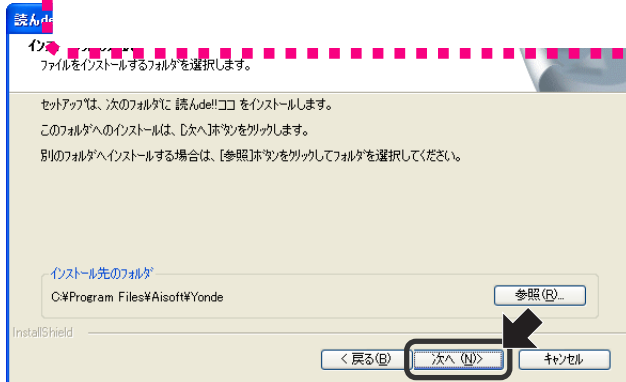 読んde
ファイルをインストールするフォルダを選択します。
セットアップは、次のフォルダに 読んde!!ココ をインストールします。
このフォルダへのインストールは、[次へ]ボタンをクリックします。
別のフォルダへインストールする場合は、[参照]ボタンをクリックしてフォルダを選択してください。
インストール先のフォルダ
C:¥Program Files¥Aisoft¥Yonde
参照(R)...
InstallShield
< 戻る(B)
次へ (N)>
キャンセル